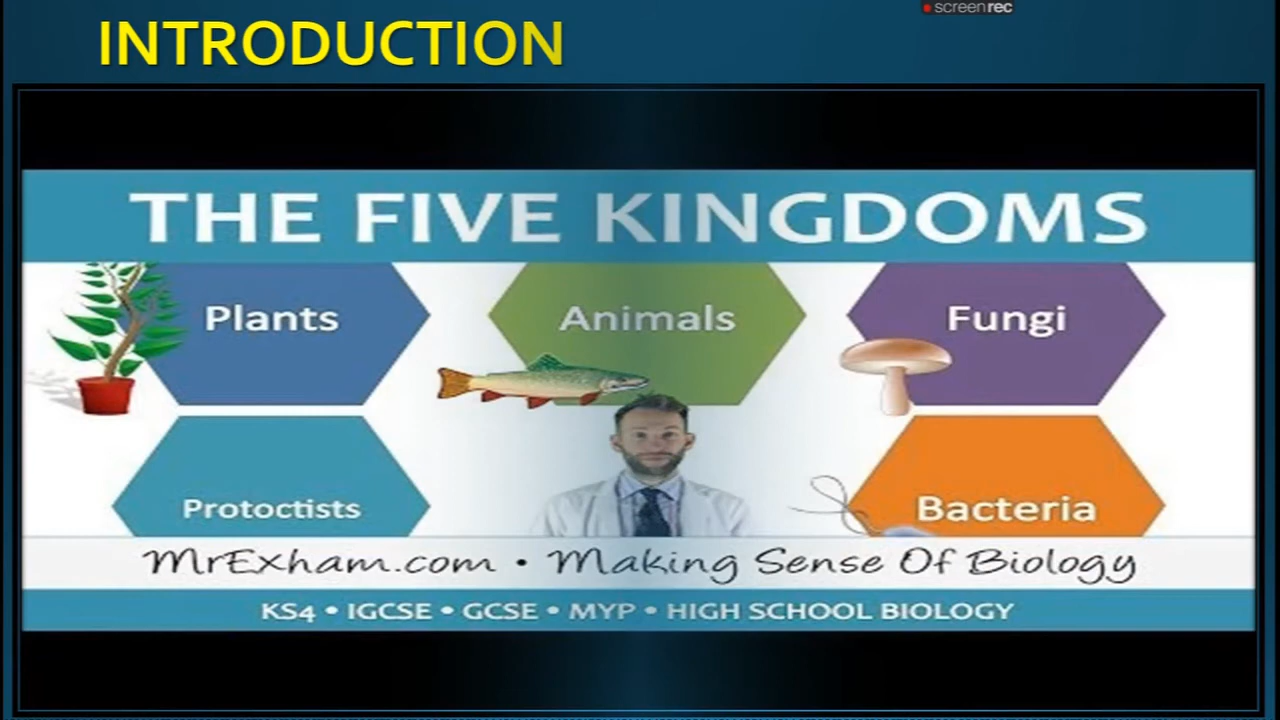 screenrec
INTRODUCTION
THE FIVE KINGDOMS
Plants
Animals
Fungi
Protoctists
Bacteria
MrExham.com • Making Sense Of Biology
KS4 • IGCSE • GCSE • MYP • HIGH SCHOOL BIOLOGY